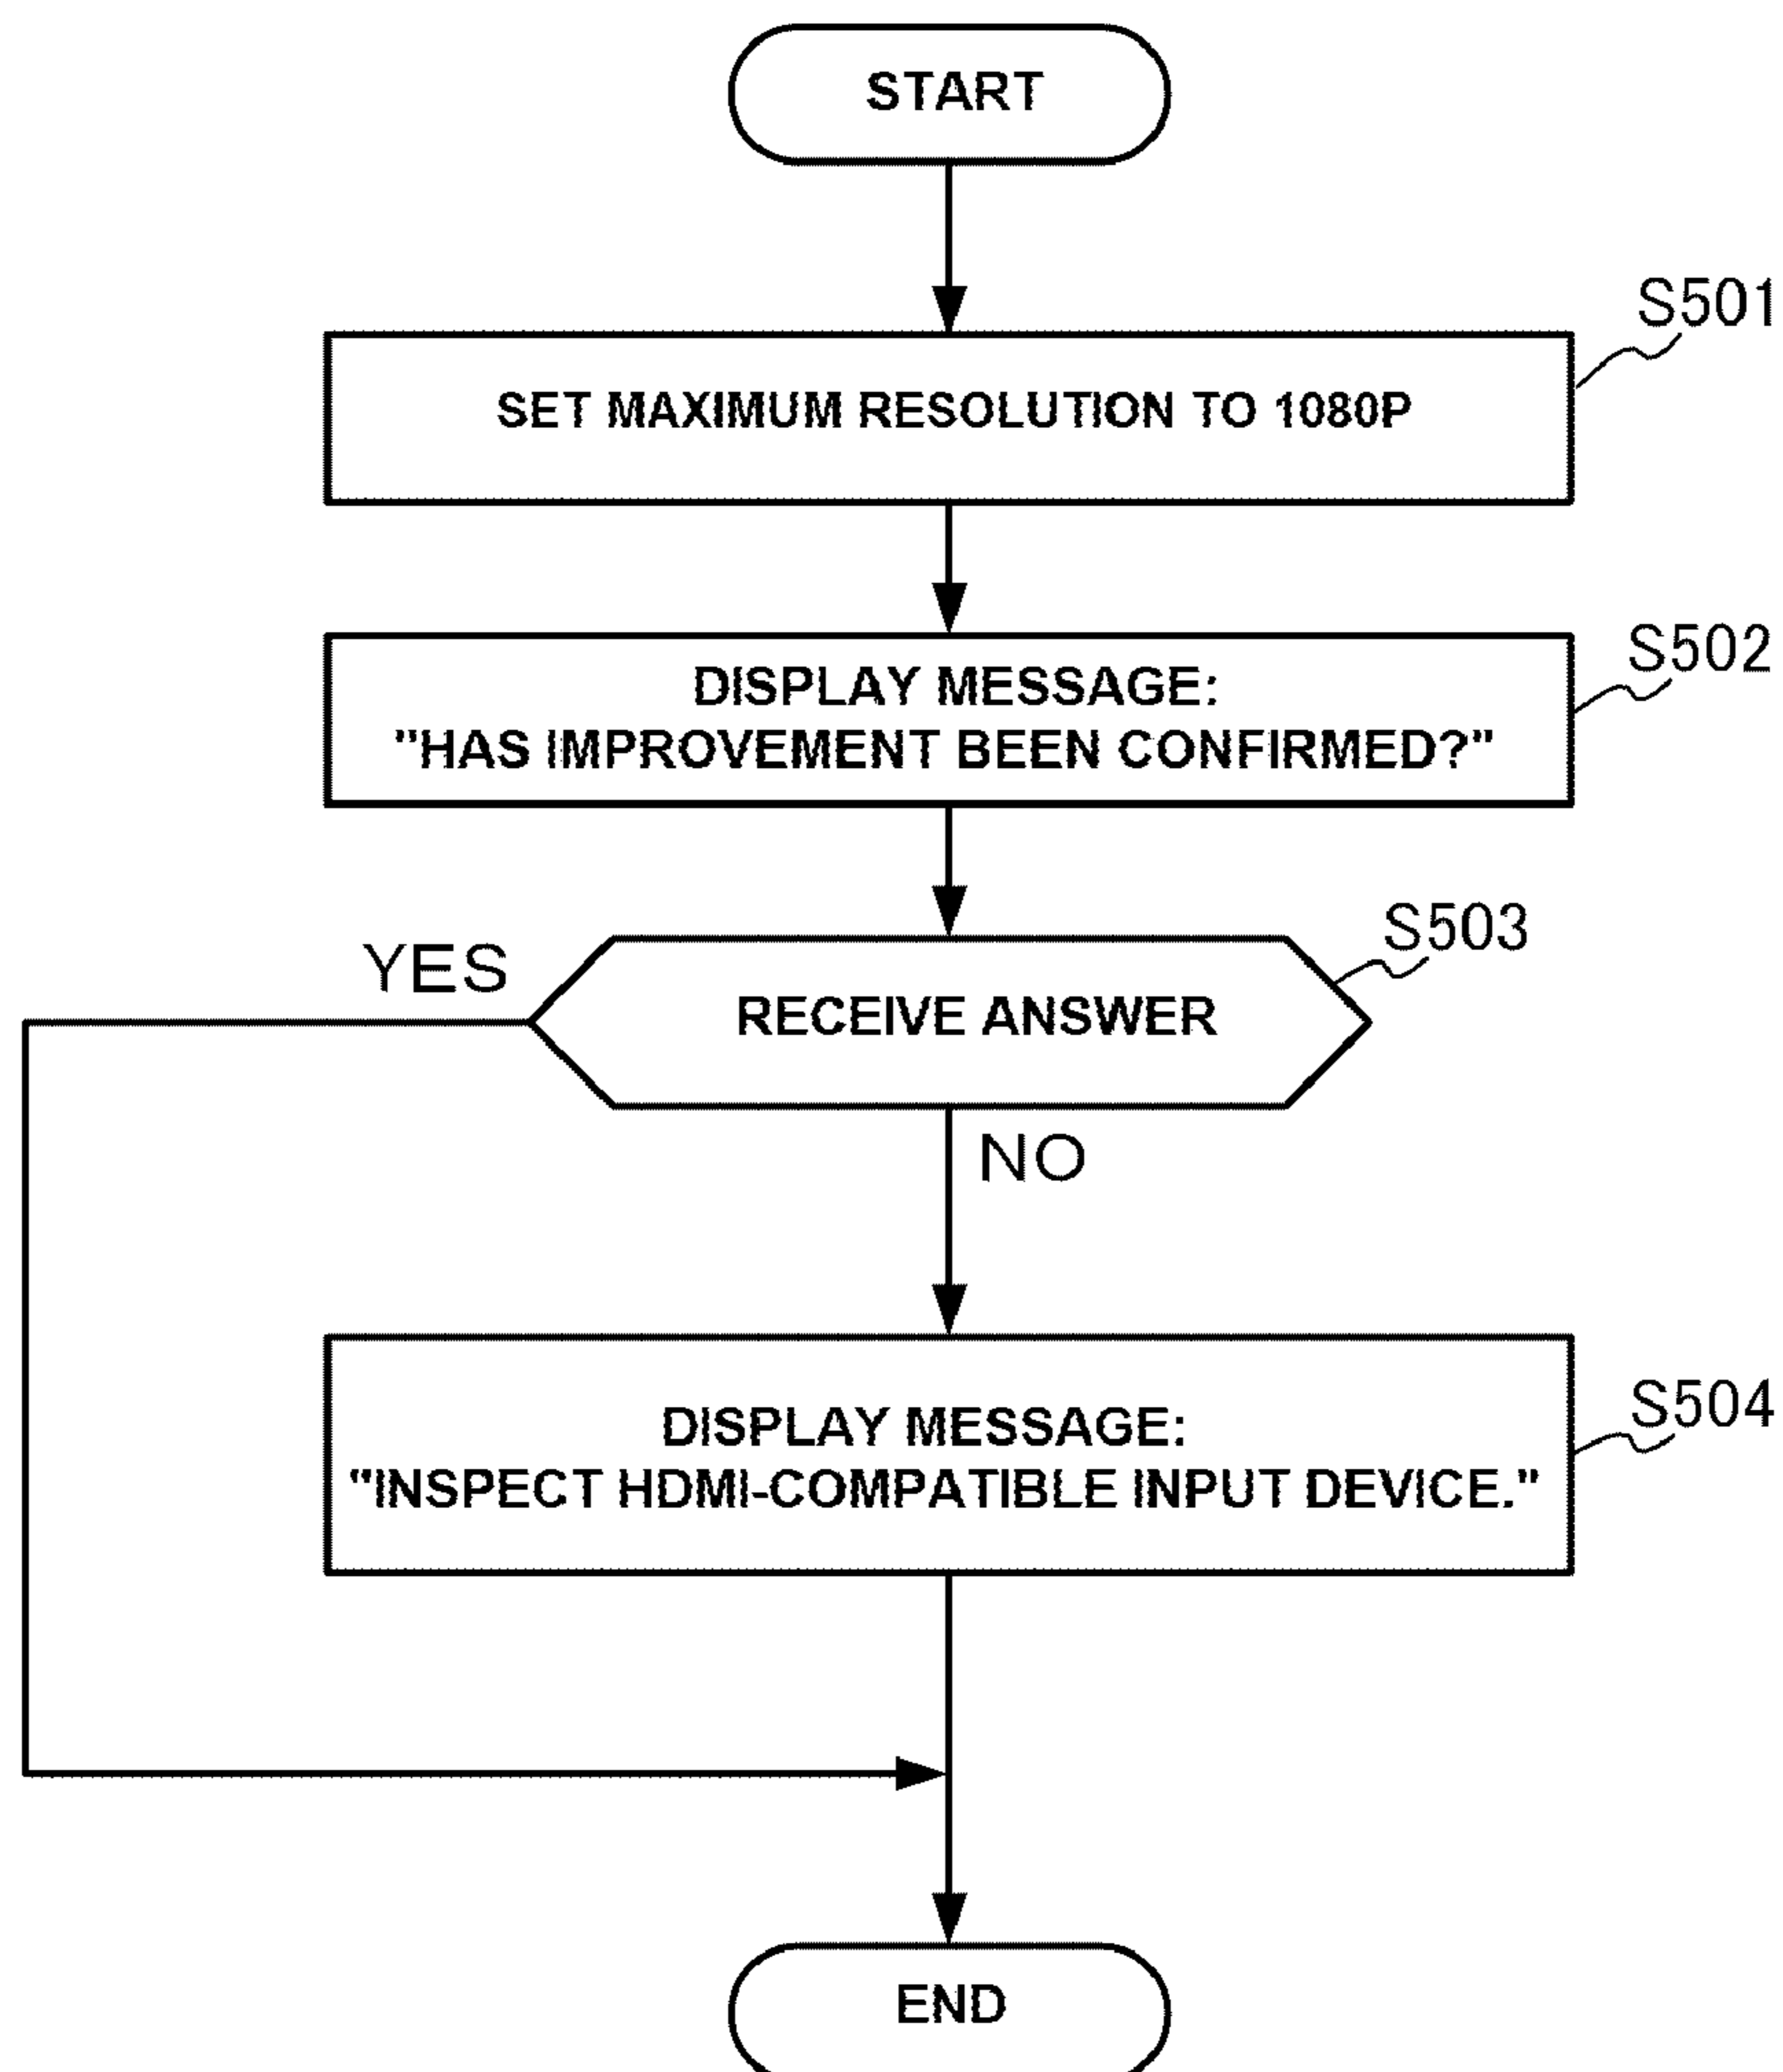 START
S501
SET MAXIMUM RESOLUTION TO 1080P
S502
DISPLAY MESSAGE:
"HAS IMPROVEMENT BEEN CONFIRMED?"
S503
YES
RECEIVE ANSWER
NO
S504
DISPLAY MESSAGE:
"INSPECT HDMI-COMPATIBLE INPUT DEVICE."
END